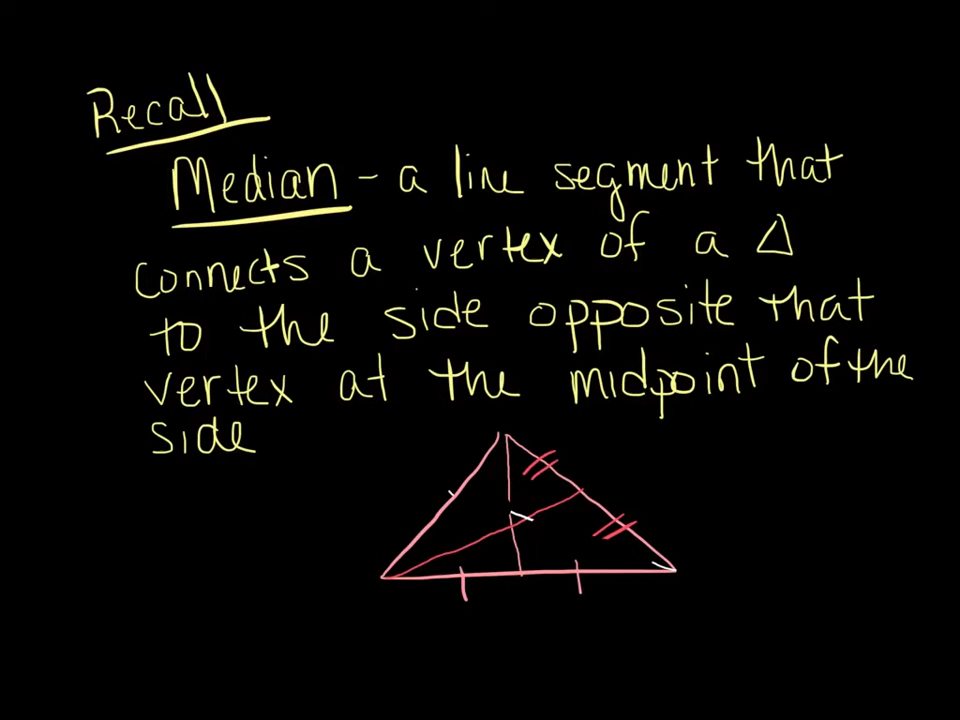 Recall
Median - a line segment that
connects a vertex of a △
to the side opposite that
vertex at the midpoint of the
side